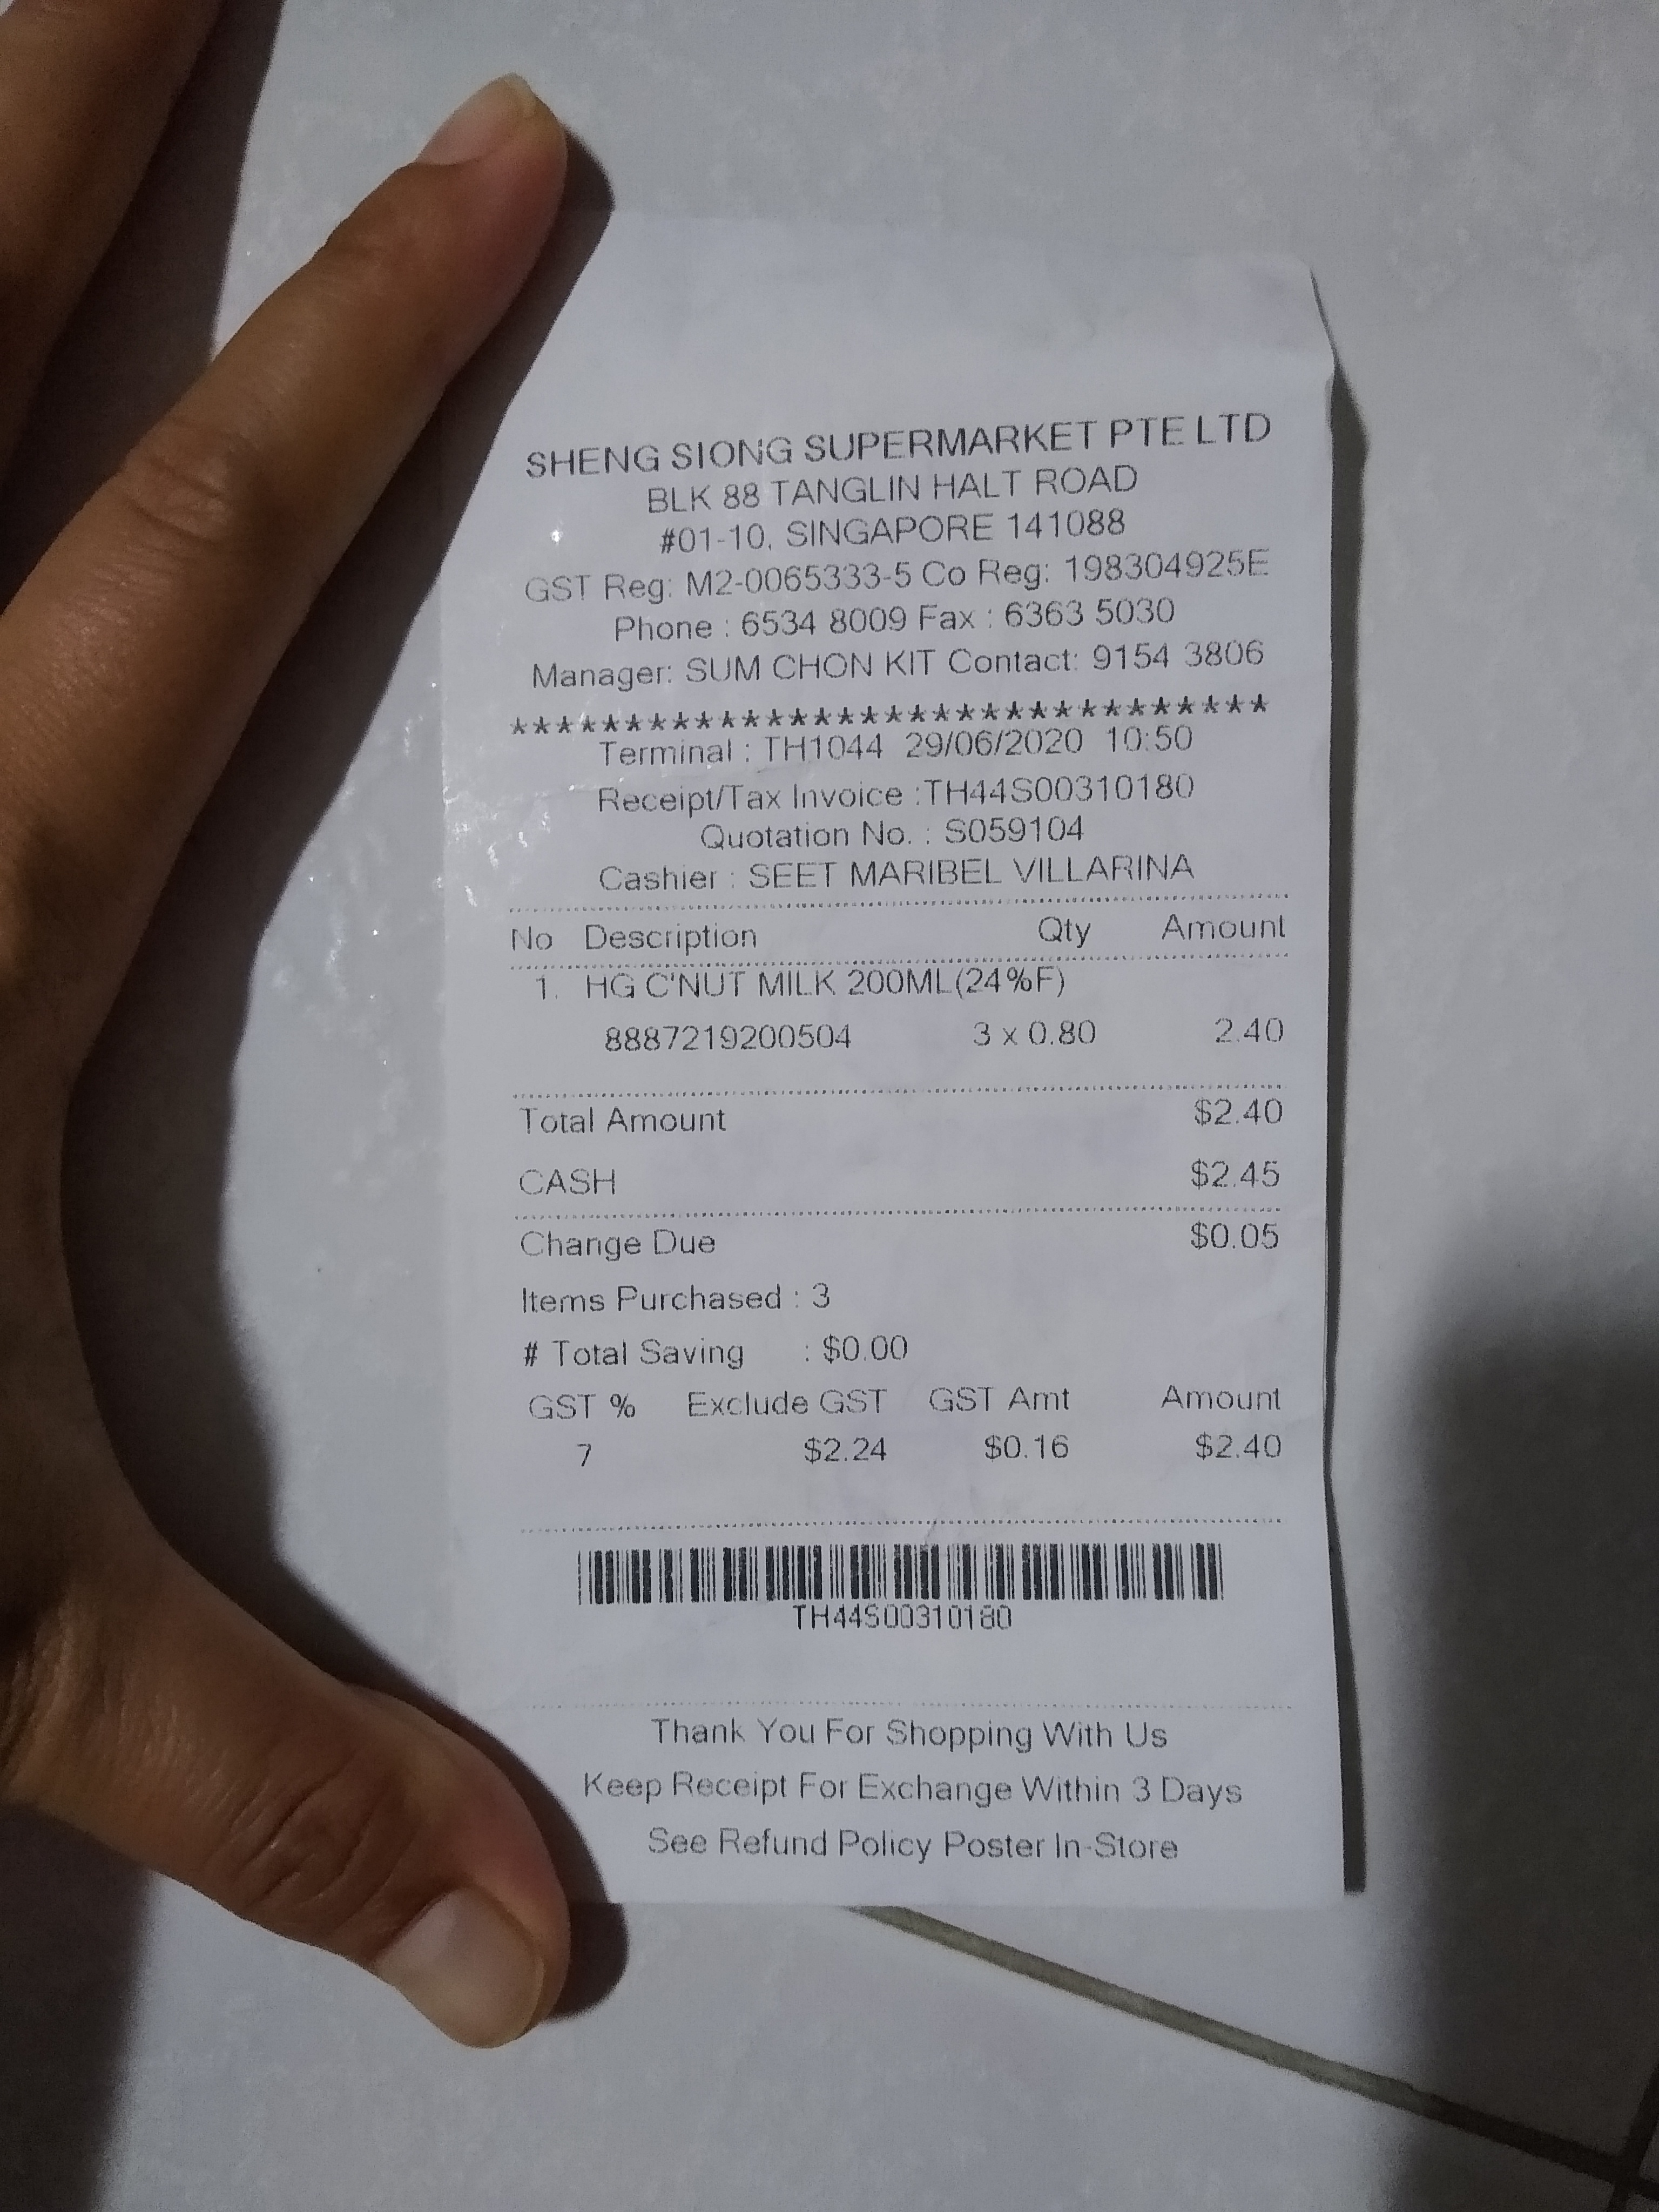 SHENG SIONG SUPERMARKET PTE LTD
BLK 88 TANGLIN HALT ROAD
#01-10, SINGAPORE 141088
GST Reg: M2-0065333-5 Co Reg: 198304925E
Phone : 6534 8009 Fax : 6363 5030
Manager: SUM CHON KIT Contact: 9154 3806
********************************
Terminal : TH1044 29/06/2020 10:50
Receipt/Tax Invoice :TH44S00310180
Quotation No. : S059104
Cashier : SEET MARIBEL VILLARINA
No Description Qty Amount
1. HG C'NUT MILK 200ML(24%F)
8887219200504 3 x 0.80 2.40
Total Amount $2.40
CASH $2.45
Change Due $0.05
Items Purchased : 3
# Total Saving : $0.00
GST % Exclude GST GST Amt Amount
7 $2.24 $0.16 $2.40
TH44S00310180
Thank You For Shopping With Us
Keep Receipt For Exchange Within 3 Days
See Refund Policy Poster In-Store